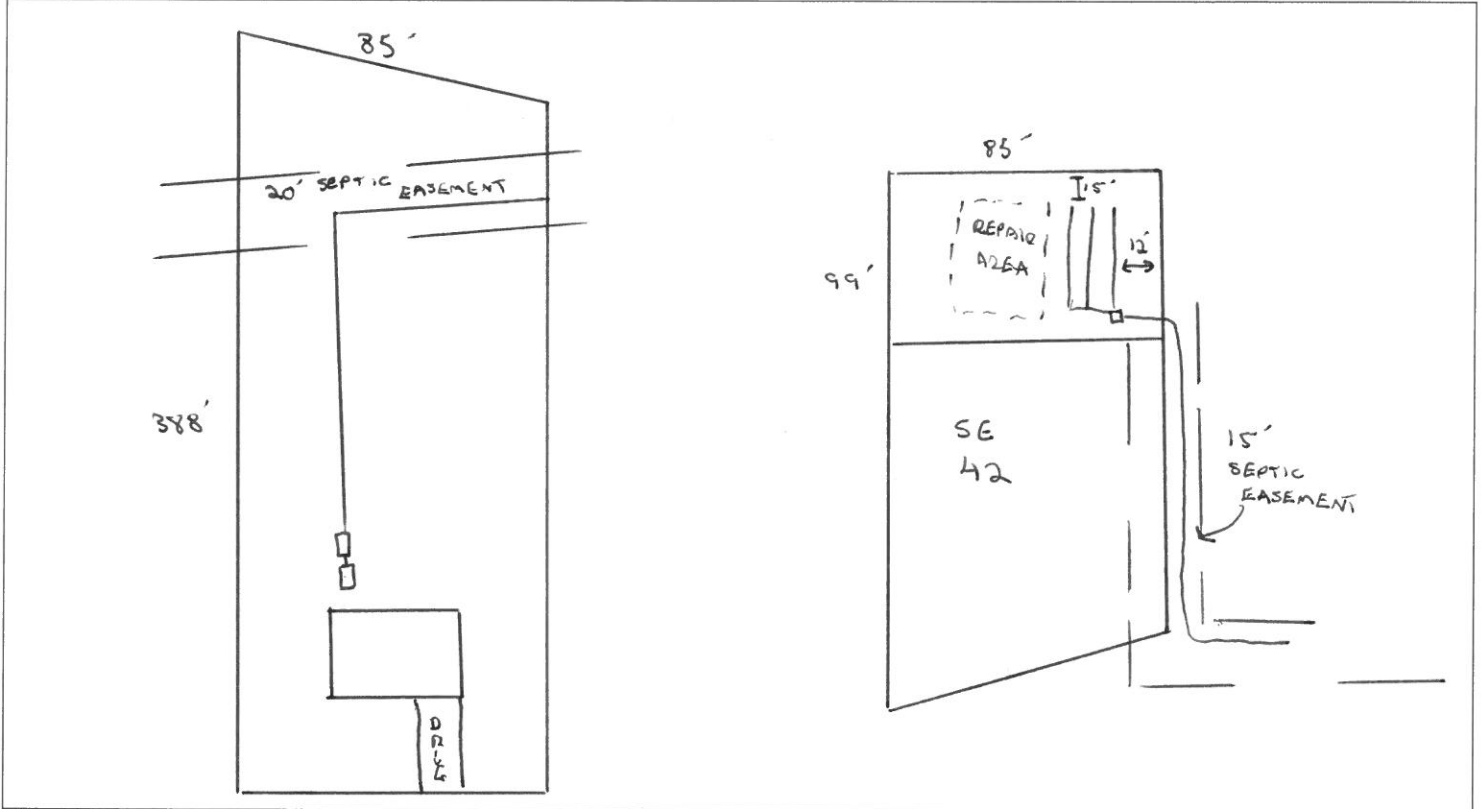 85'
20' SEPTIC EASEMENT
388'
DRIVE
85'
15'
REPAIR
AREA
12'
99'
SE
42
15'
SEPTIC
EASEMENT